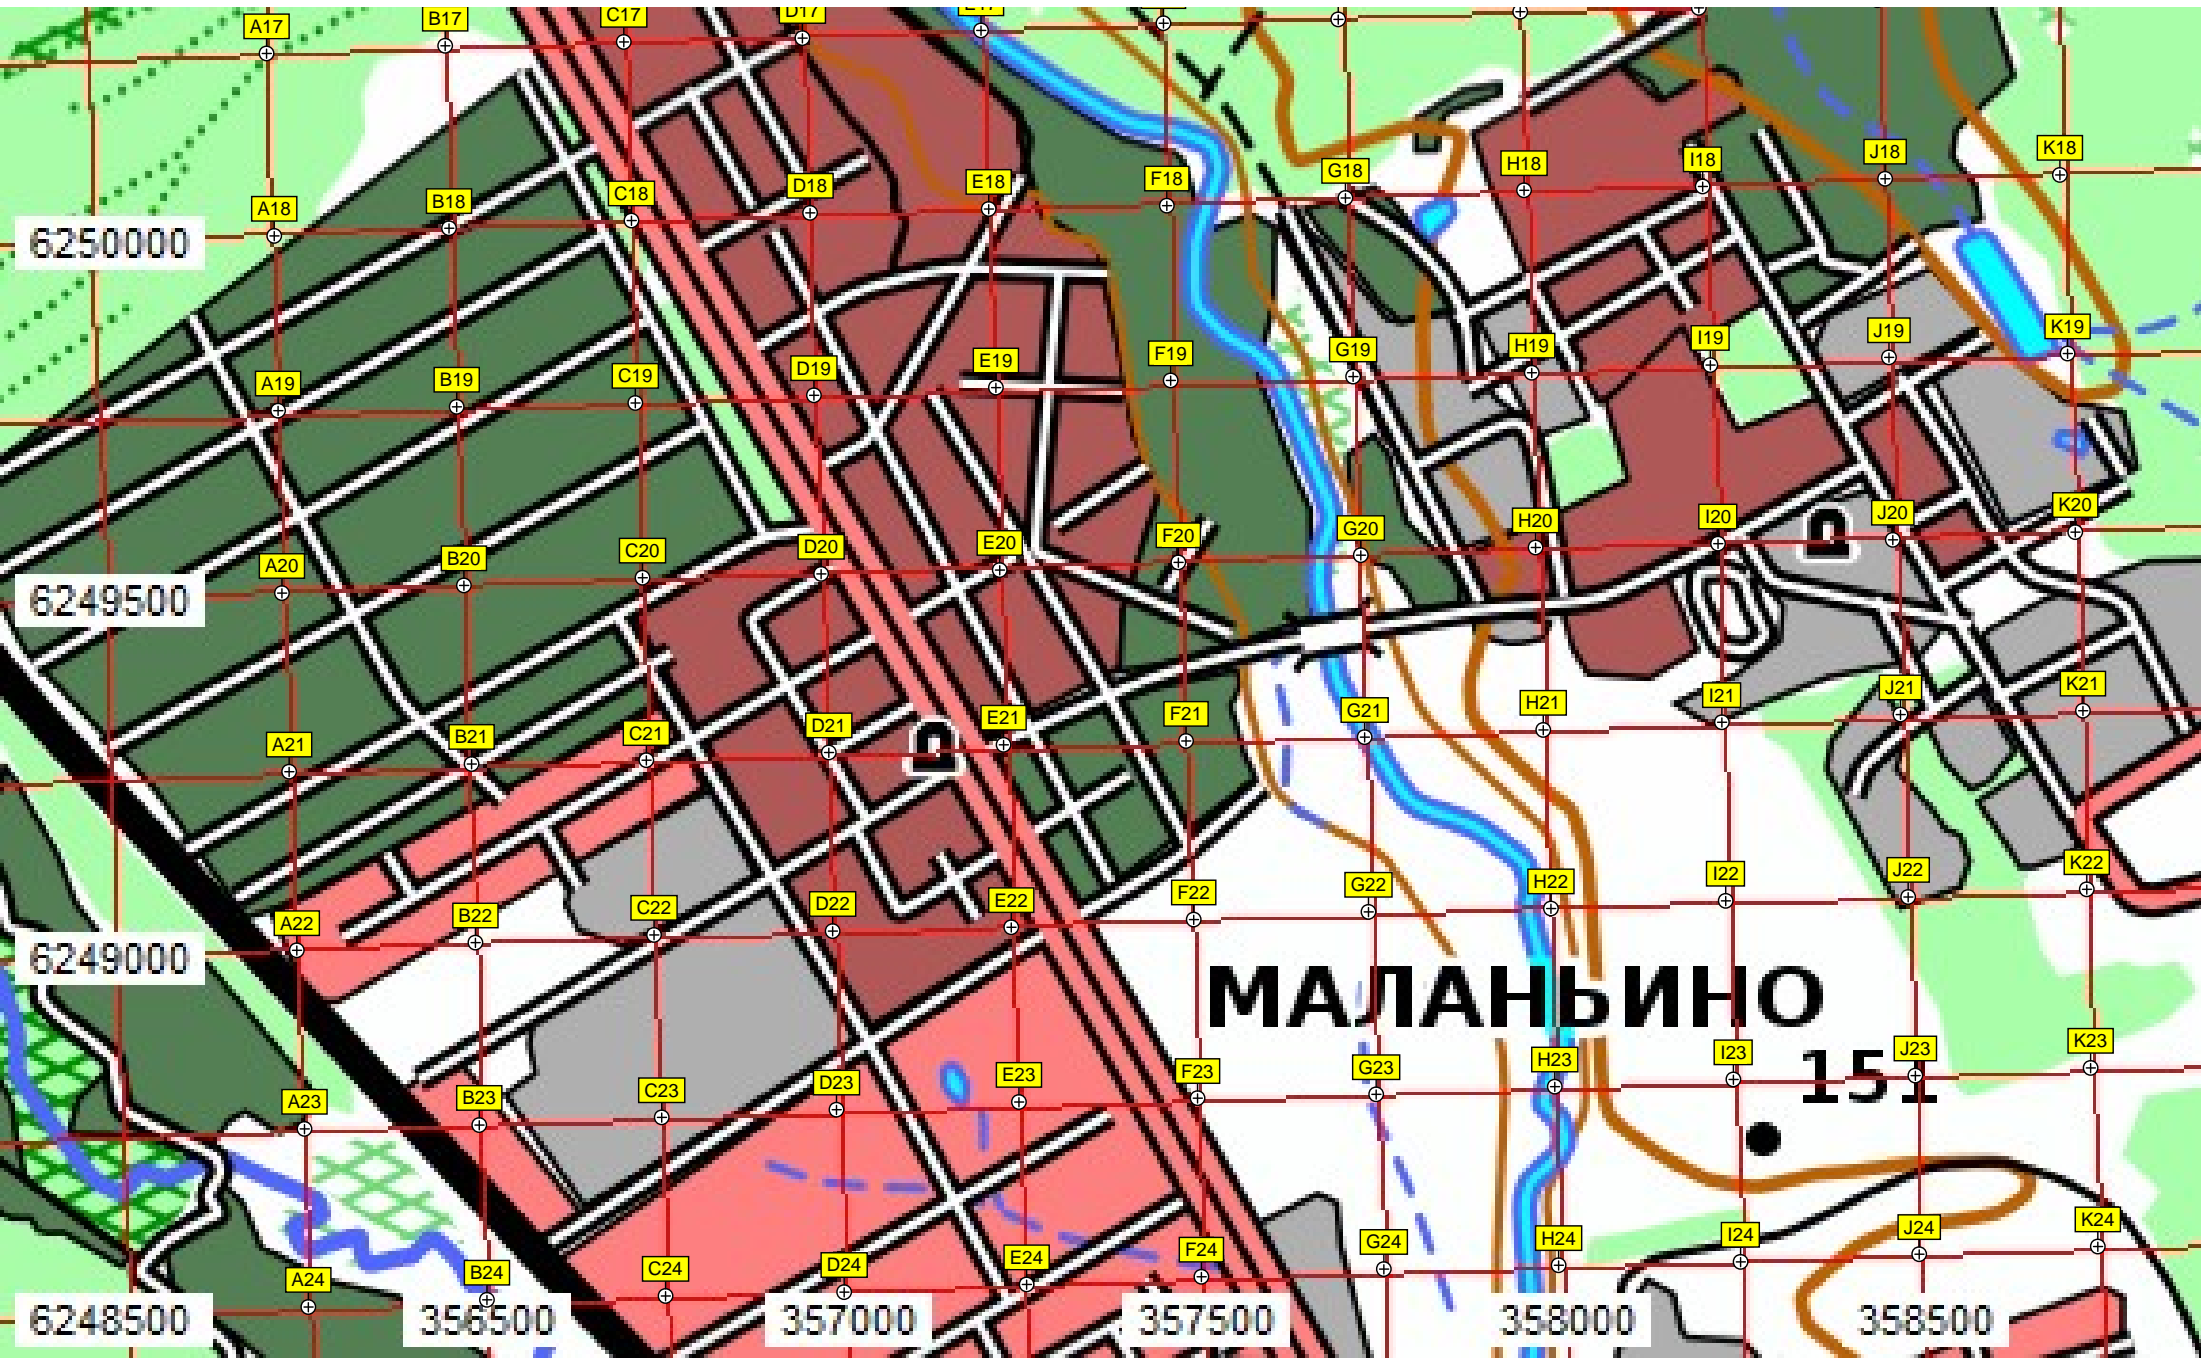 A17 B17 C17 D17 E17
A18 B18 C18 D18 E18 F18 G18 H18 I18 J18 K18
6250000
A19 B19 C19 D19 E19 F19 G19 H19 I19 J19 K19
A20 B20 C20 D20 E20 F20 G20 H20 I20 J20 K20
6249500
A21 B21 C21 D21 E21 F21 G21 H21 I21 J21 K21
A22 B22 C22 D22 E22 F22 G22 H22 I22 J22 K22
6249000
МАЛАНЬИНО
A23 B23 C23 D23 E23 F23 G23 H23 I23 J23 K23
151
A24 B24 C24 D24 E24 F24 G24 H24 I24 J24 K24
6248500 356500 357000 357500 358000 358500